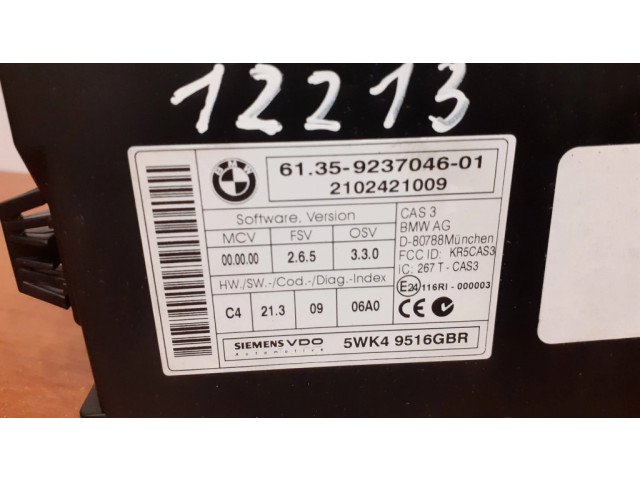 12213
BMW
61.35-9237046-01
2102421009
Software, Version
MCV FSV OSV
00.00.00 2.6.5 3.3.0
HW./SW.-/Cod.-/Diag.-Index
C4 21.3 09 06A0
CAS 3
BMW AG
D-80788München
FCC ID: KR5CAS3
IC: 267 T - CAS3
E24 116RI - 000003
CE
SIEMENS VDO
Automotive
5WK4 9516GBR